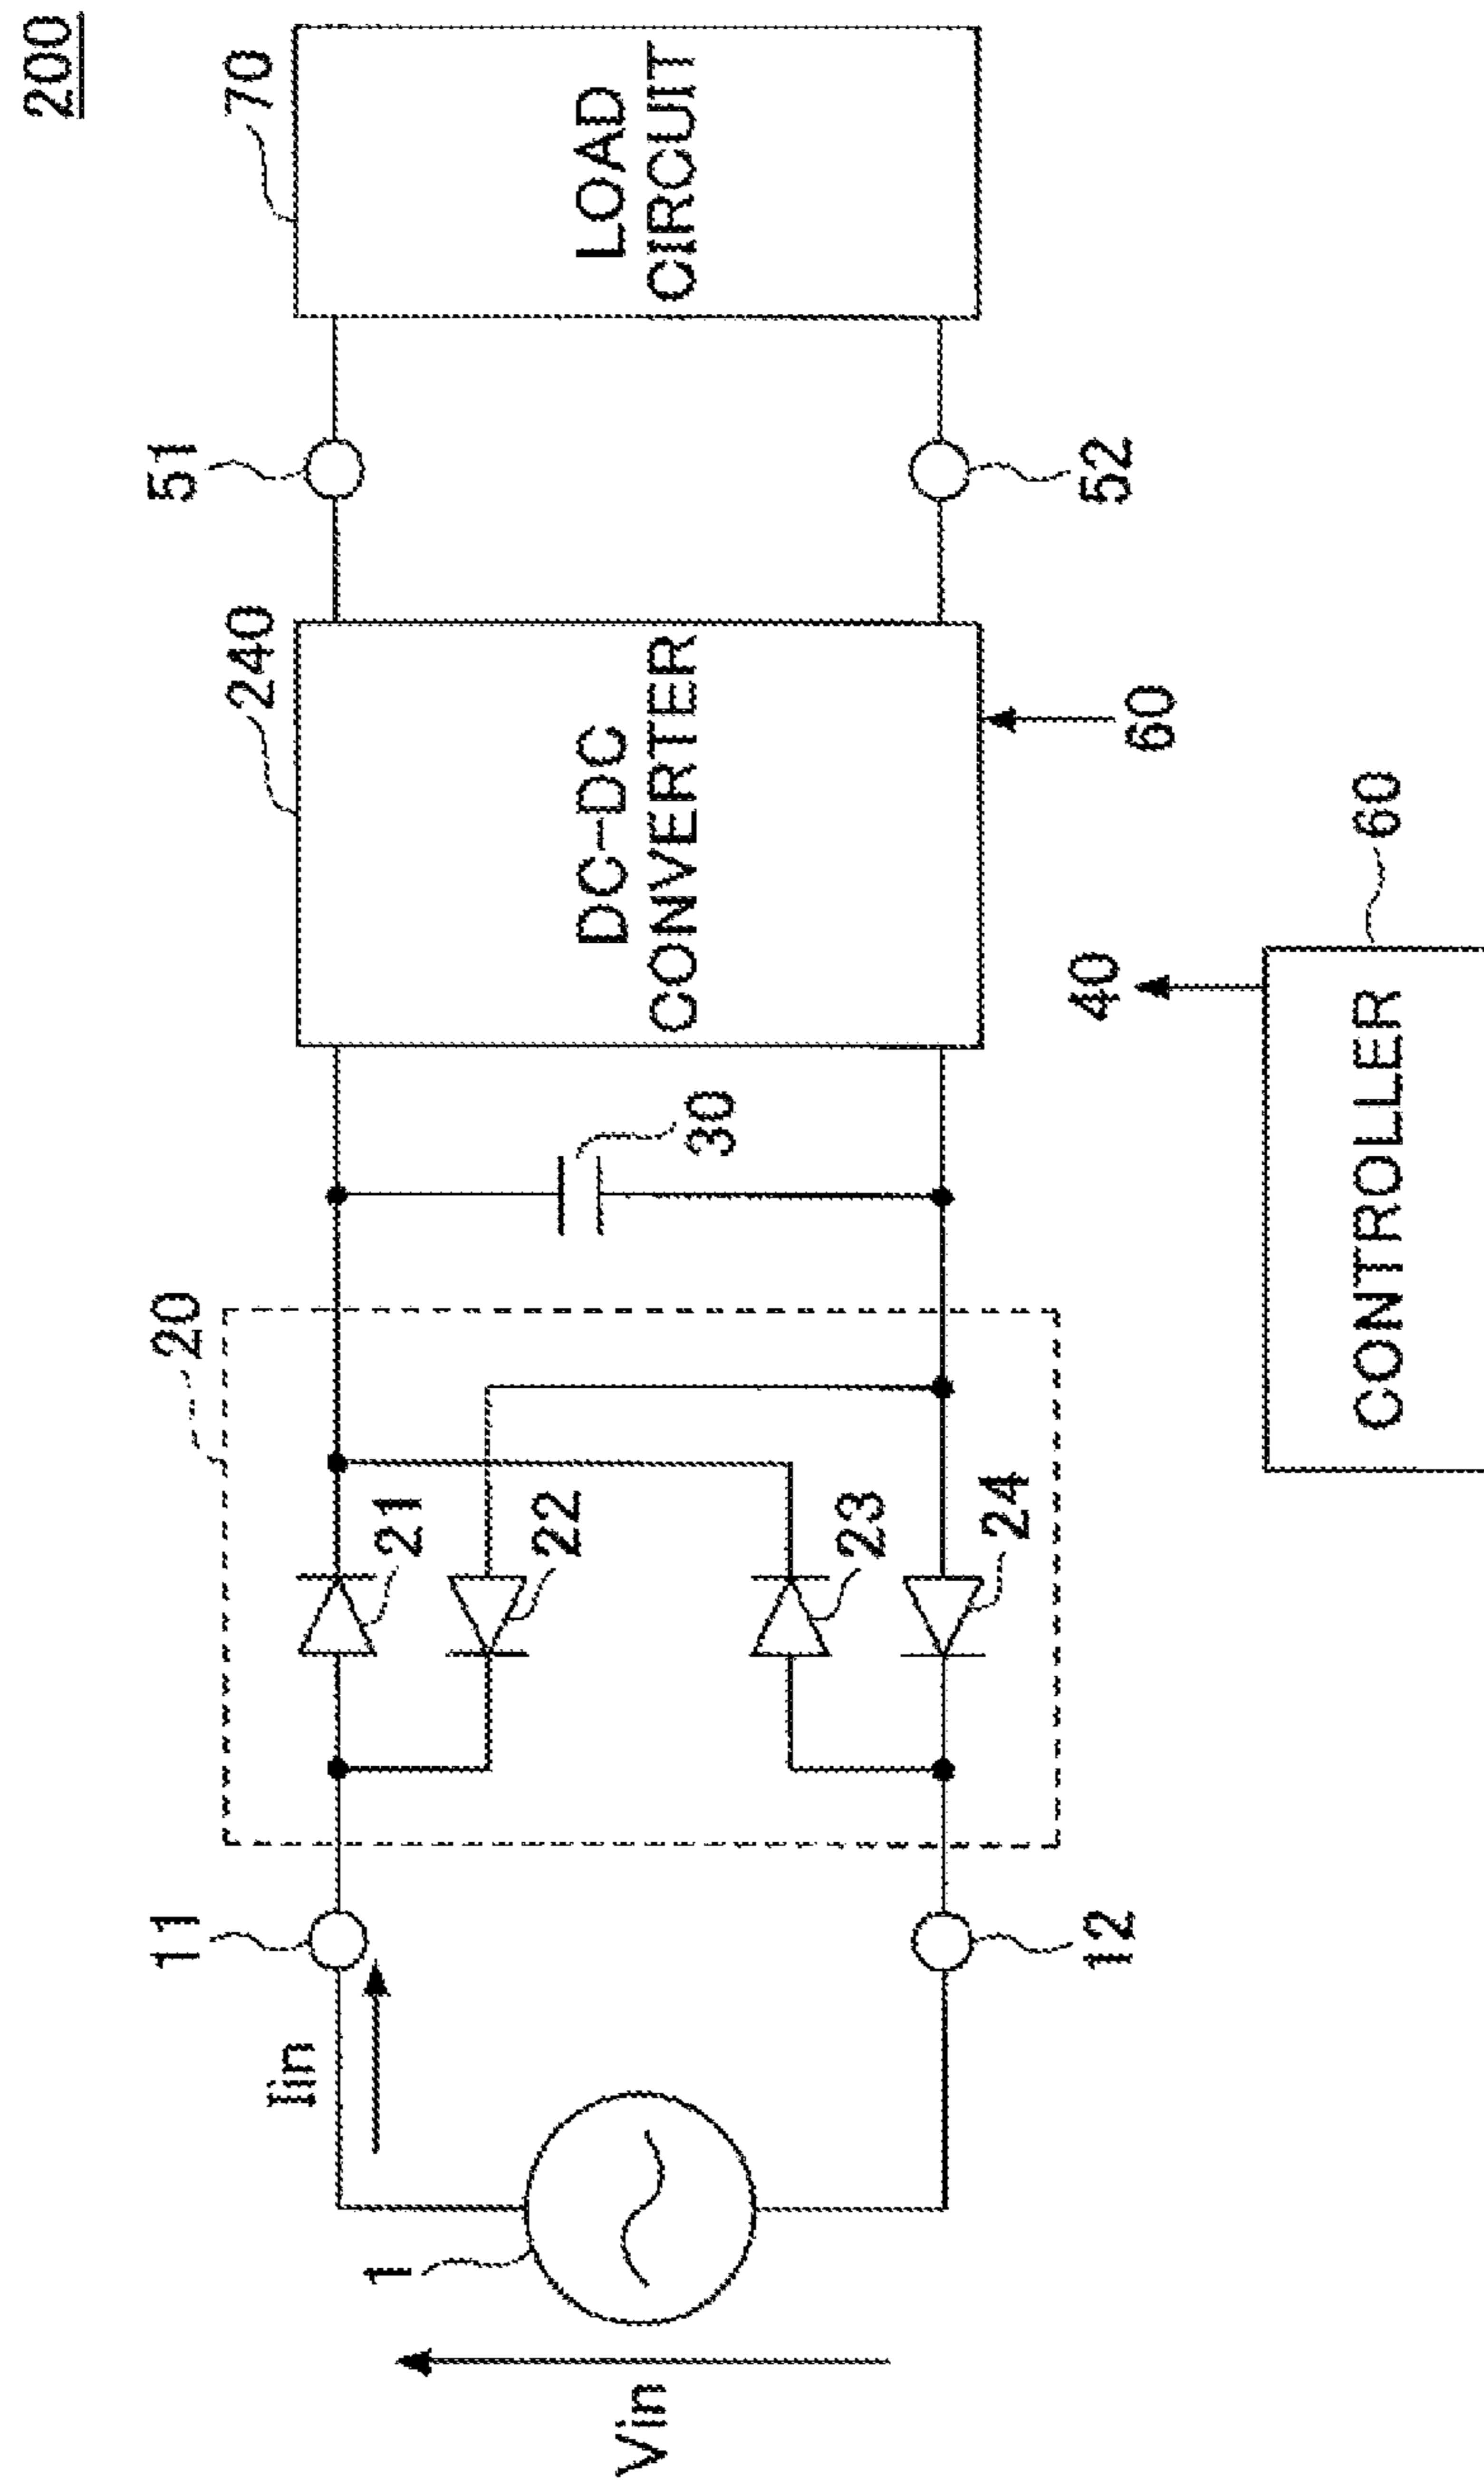 200
20
240
70
11
Iin
51
1
Vin
21
22
23
24
30
DC-DC
CONVERTER
LOAD
CIRCUIT
12
52
40
60
60
CONTROLLER